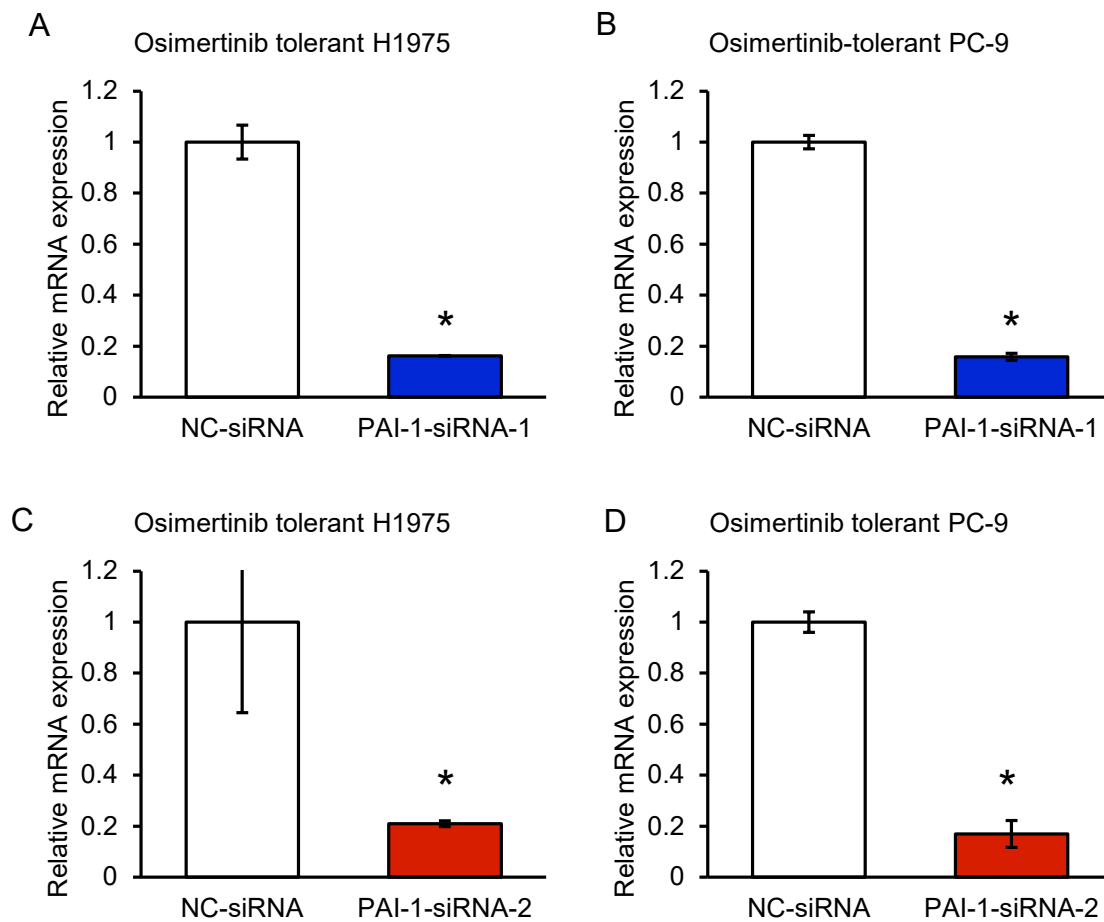 A
Osimertinib tolerant H1975
Relative mRNA expression
1.2
1
0.8
0.6
0.4
0.2
0
*
NC-siRNA
PAI-1-siRNA-1
B
Osimertinib-tolerant PC-9
Relative mRNA expression
1.2
1
0.8
0.6
0.4
0.2
0
*
NC-siRNA
PAI-1-siRNA-1
C
Osimertinib tolerant H1975
Relative mRNA expression
1.2
1
0.8
0.6
0.4
0.2
0
*
NC-siRNA
PAI-1-siRNA-2
D
Osimertinib tolerant PC-9
Relative mRNA expression
1.2
1
0.8
0.6
0.4
0.2
0
*
NC-siRNA
PAI-1-siRNA-2